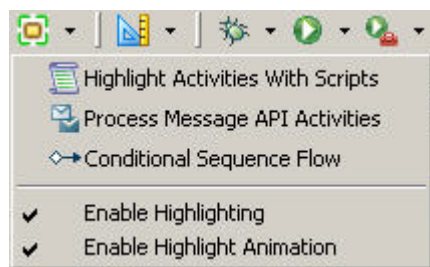 Highlight Activities With Scripts
Process Message API Activities
Conditional Sequence Flow
Enable Highlighting
Enable Highlight Animation